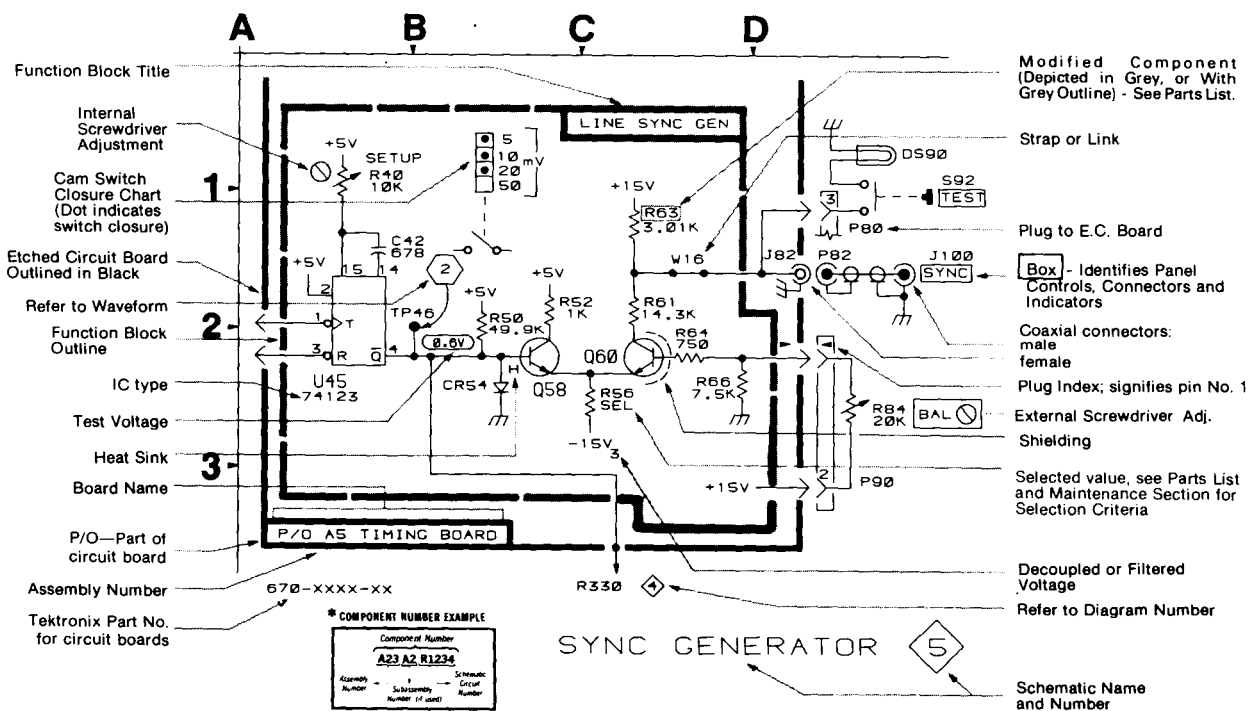 A
B
C
D
1
2
3
Function Block Title
Internal
Screwdriver
Adjustment
Cam Switch
Closure Chart
(Dot indicates
switch closure)
Etched Circuit Board
Outlined in Black
Refer to Waveform
Function Block
Outline
IC type
Test Voltage
Heat Sink
Board Name
P/O—Part of
circuit board
Assembly Number
Tektronix Part No.
for circuit boards
LINE SYNC GEN
+5V
SETUP
R40
10K
5
10
20
50
mV
C42
678
15
14
+5V
2
1
T
3
R
Q̅
4
U45
74123
2
TP46
0.6V
+5V
R50
49.9K
CR54
H
+5V
R52
1K
Q58
Q60
R56
SEL
-15V
3
+15V
R63
3.01K
W16
R61
14.3K
R64
750
R66
7.5K
+15V
P/O A5 TIMING BOARD
670-XXXX-XX
R330
4
DS90
S92
TEST
3
P80
J82
P82
J100
SYNC
R84
20K
BAL
2
P90
Modified Component
(Depicted in Grey, or With
Grey Outline) - See Parts List.
Strap or Link
Plug to E.C. Board
Box - Identifies Panel
Controls, Connectors and
Indicators
Coaxial connectors:
male
female
Plug Index; signifies pin No. 1
External Screwdriver Adj.
Shielding
Selected value, see Parts List
and Maintenance Section for
Selection Criteria
Decoupled or Filtered
Voltage
Refer to Diagram Number
* COMPONENT NUMBER EXAMPLE
Component Number
A23 A2 R1234
Assembly
Number
Subassembly
Number (if used)
Schematic
Circuit
Number
SYNC GENERATOR
5
Schematic Name
and Number